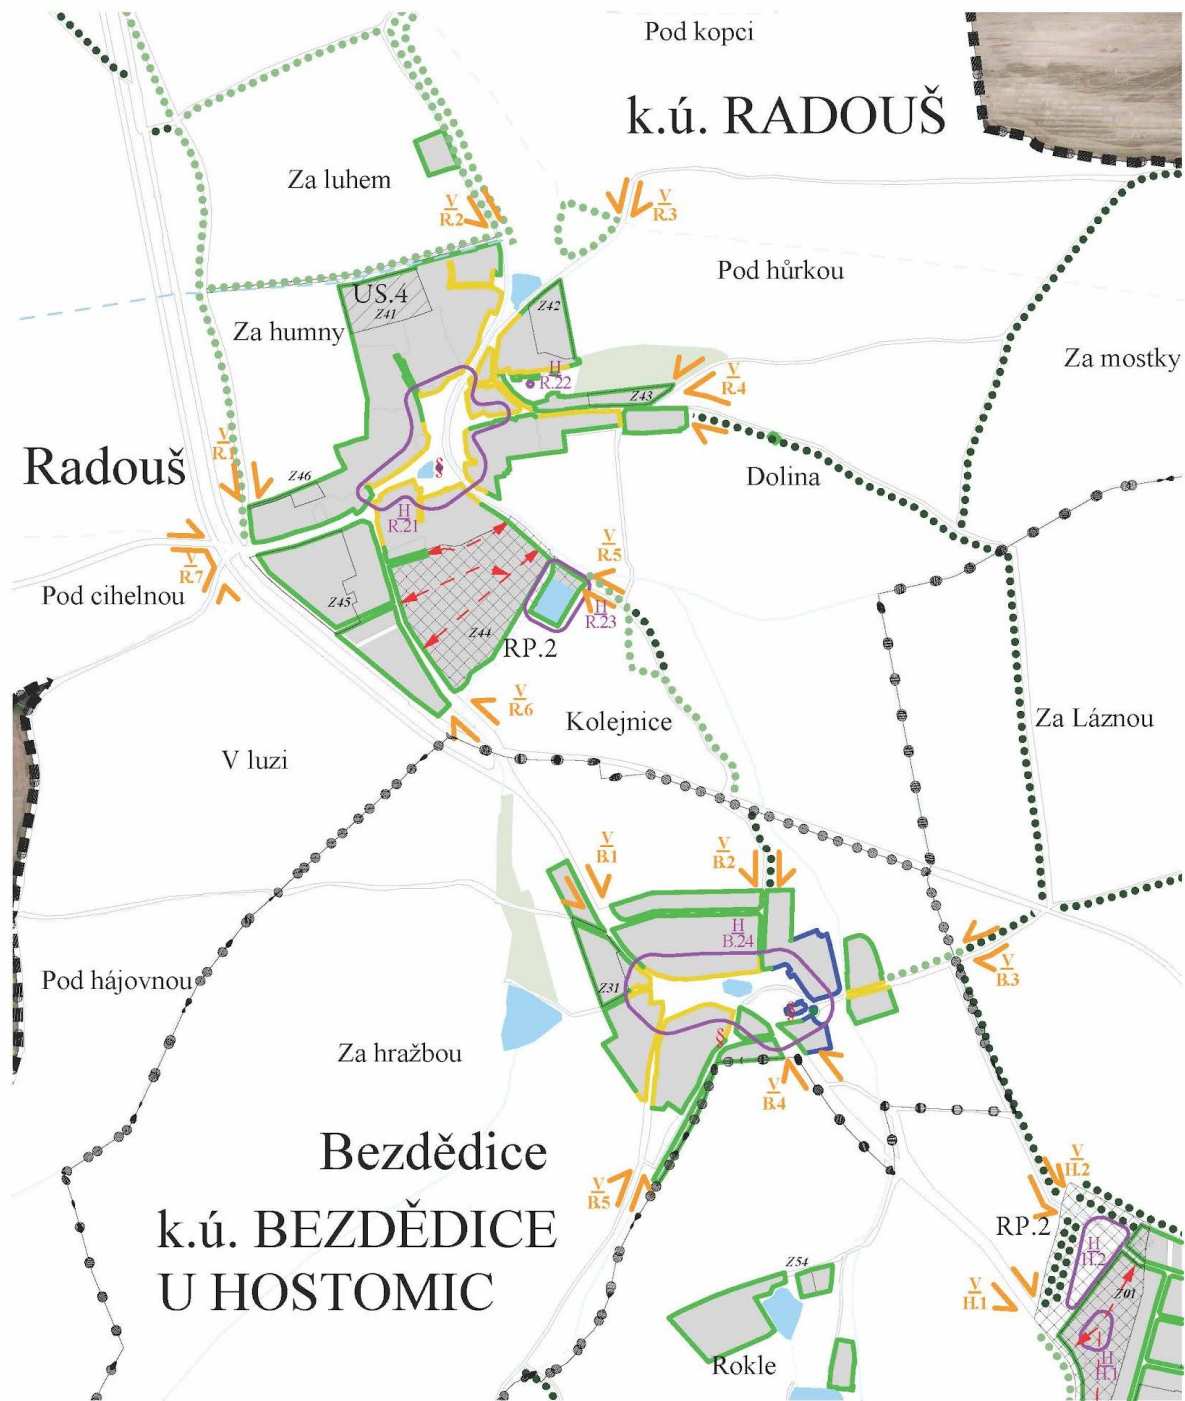 Pod kopci
k.ú. RADOUŠ
Za luhem
V
R.2
V
R.3
Pod hůrkou
US.4
Z41
Z42
Za humny
Za mostky
H
R.22
V
R.4
Z43
Radouš
V
R.1
Z46
§
Dolina
H
R.21
V
R.7
V
R.5
Pod cihelnou
Z45
Z44
H
R.23
RP.2
V
R.6
Kolejnice
Za Láznou
V luzi
V
B.1
V
B.2
H
B.24
V
B.3
Pod hájovnou
Z31
§
§
Za hražbou
V
B.4
Bezdědice
V
B.5
V
H.2
k.ú. BEZDĚDICE
U HOSTOMIC
RP.2
H
H.2
Z54
V
H.1
Z01
Rokle
H
H.1